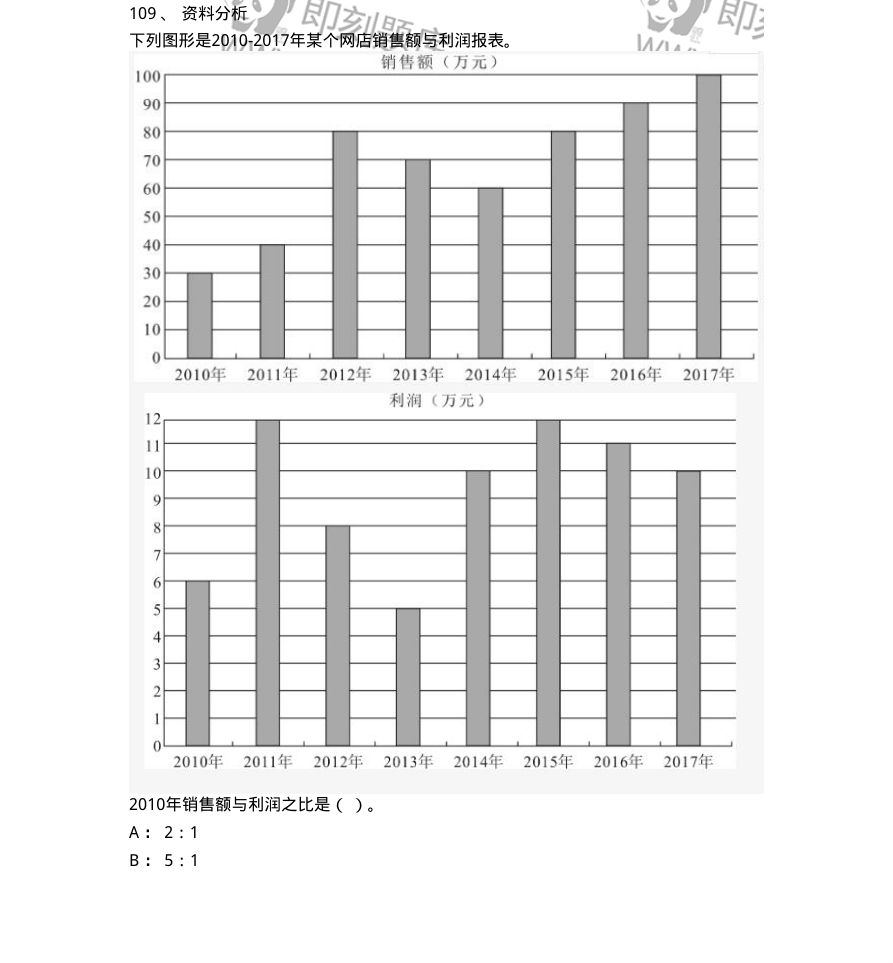 109 、 资料分析
即刻题库
即刻
WWW
WW
下列图形是2010-2017年某个网店销售额与利润报表。
销售额（万元）
100
90
80
70
60
50
40
30
20
10
0
2010年 2011年 2012年 2013年 2014年 2015年 2016年 2017年
利润（万元）
12
11
10
9
8
7
6
5
4
3
2
1
0
2010年 2011年 2012年 2013年 2014年 2015年 2016年 2017年
2010年销售额与利润之比是（ ）。
A： 2 : 1
B： 5 : 1